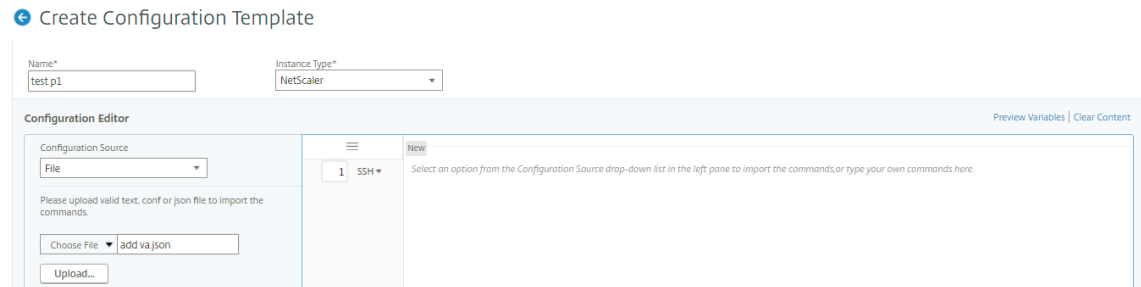 Create Configuration Template
Name* Instance Type*
test p1 NetScaler
Configuration Editor Preview Variables | Clear Content
Configuration Source New
File
1 SSH Select an option from the Configuration Source drop-down list in the left pane to import the commands,or type your own commands here.
Please upload valid text, conf or json file to import the
commands.
Choose File add va.json
Upload...